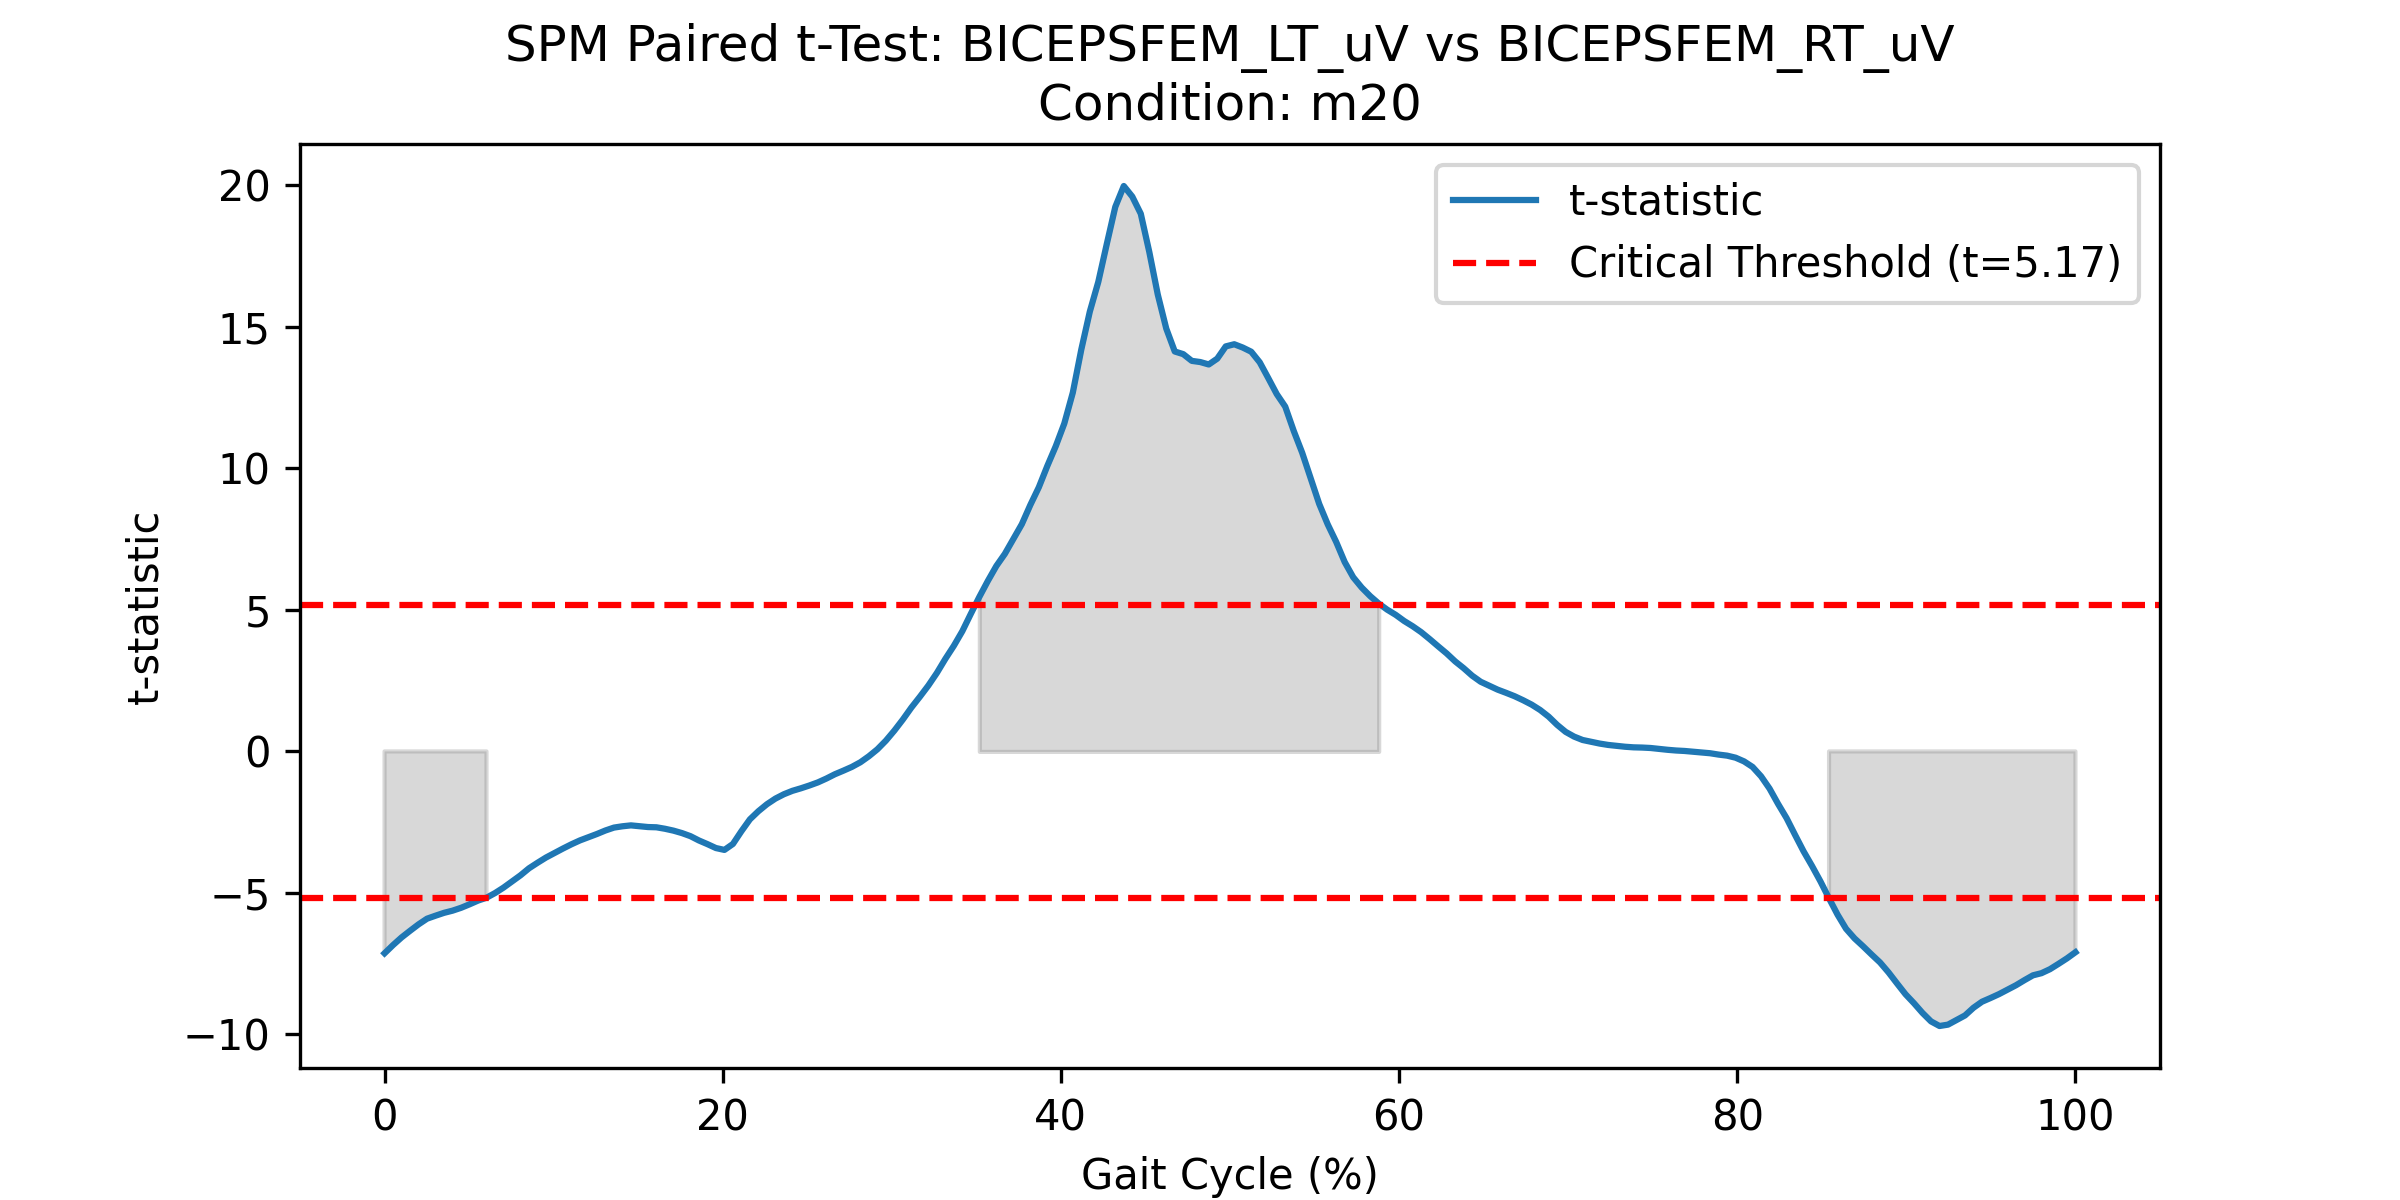 SPM Paired t-Test: BICEPSFEM_LT_uV vs BICEPSFEM_RT_uV
Condition: m20
t-statistic
Critical Threshold (t=5.17)
20
15
10
5
0
−5
−10
t-statistic
0
20
40
60
80
100
Gait Cycle (%)